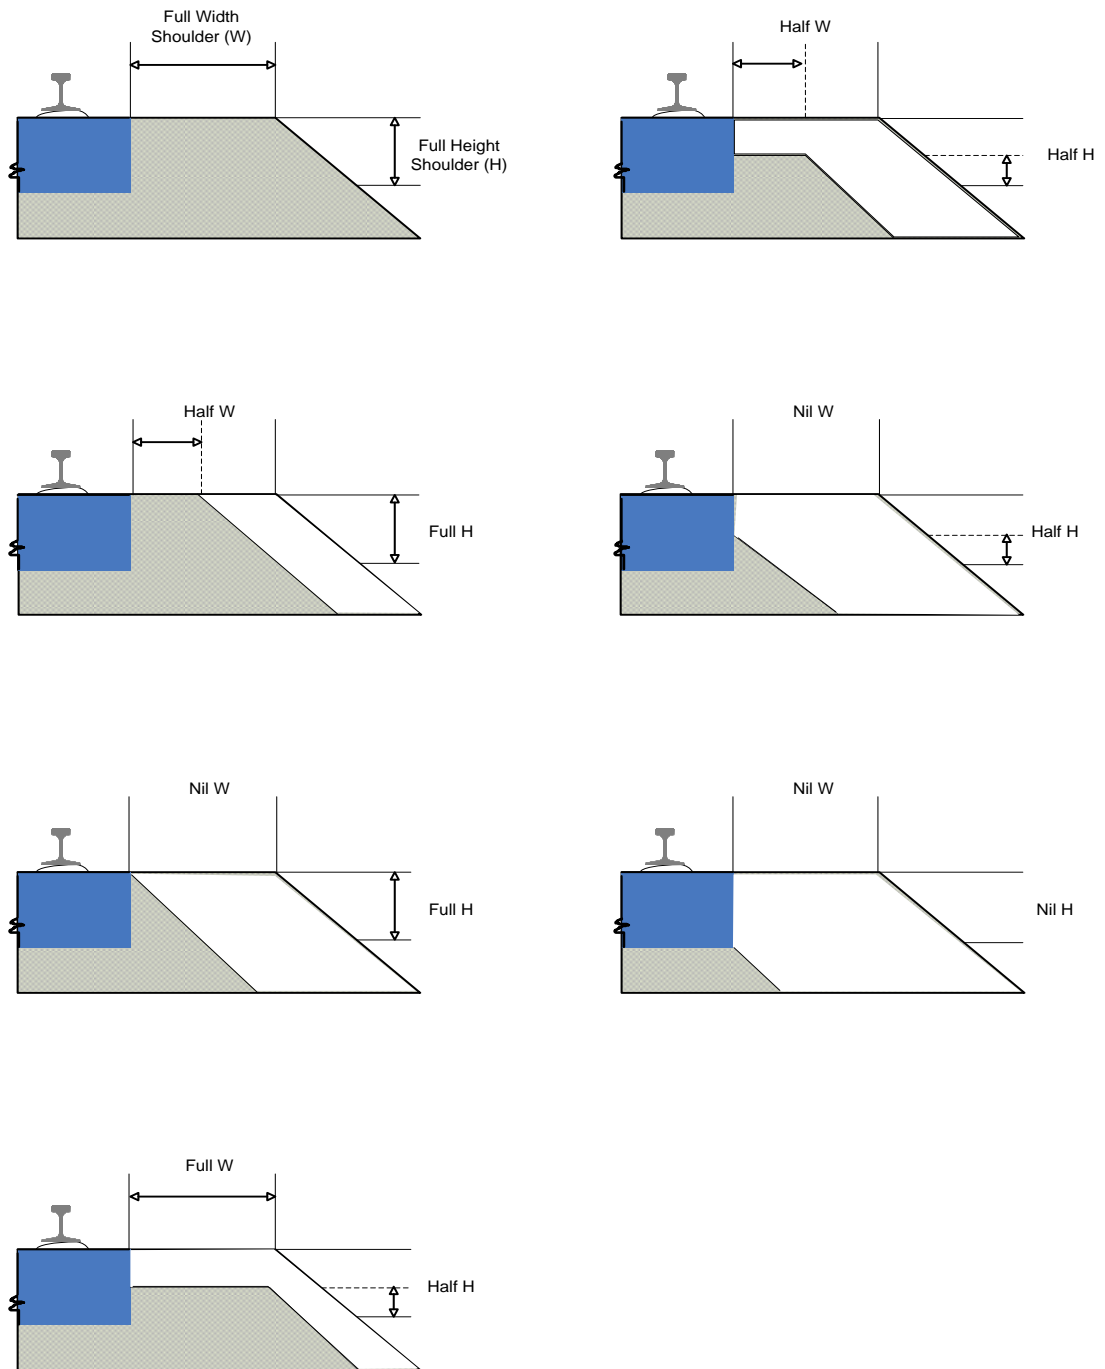 Full Width
Shoulder (W)
Full Height
Shoulder (H)
Half W
Half H
Half W
Full H
Nil W
Half H
Nil W
Full H
Nil W
Nil H
Full W
Half H